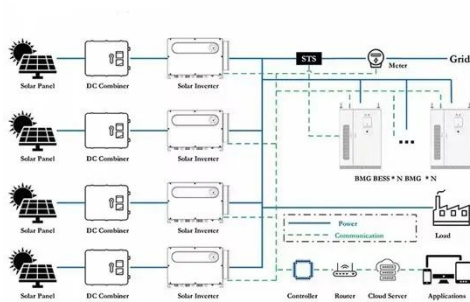 STS
Meter
Grid
Solar Panel DC Combiner Solar Inverter
Solar Panel DC Combiner Solar Inverter
BMG BESS * N BMG * N
Solar Panel DC Combiner Solar Inverter
Power
Communication
Load
Solar Panel DC Combiner Solar Inverter
Controller Router Cloud Server Applications